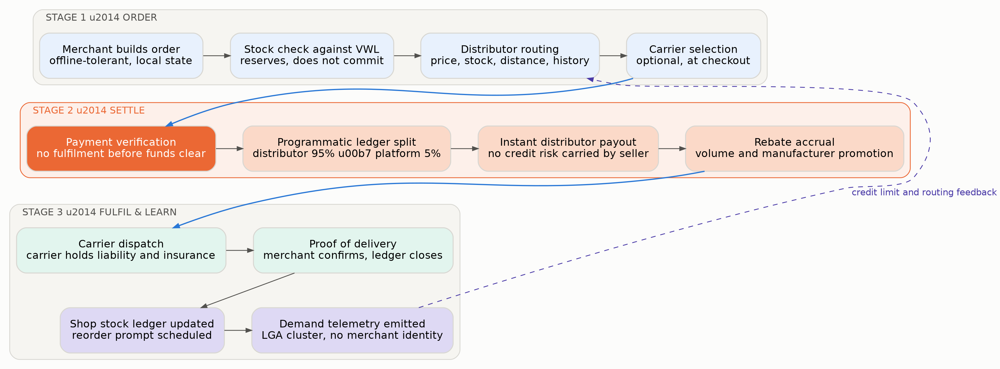 STAGE 1 u2014 ORDER
Merchant builds order
offline-tolerant, local state
Stock check against VWL
reserves, does not commit
Distributor routing
price, stock, distance, history
Carrier selection
optional, at checkout
STAGE 2 u2014 SETTLE
Payment verification
no fulfilment before funds clear
Programmatic ledger split
distributor 95% u00b7 platform 5%
Instant distributor payout
no credit risk carried by seller
Rebate accrual
volume and manufacturer promotion
credit limit and routing feedback
STAGE 3 u2014 FULFIL & LEARN
Carrier dispatch
carrier holds liability and insurance
Proof of delivery
merchant confirms, ledger closes
Shop stock ledger updated
reorder prompt scheduled
Demand telemetry emitted
LGA cluster, no merchant identity